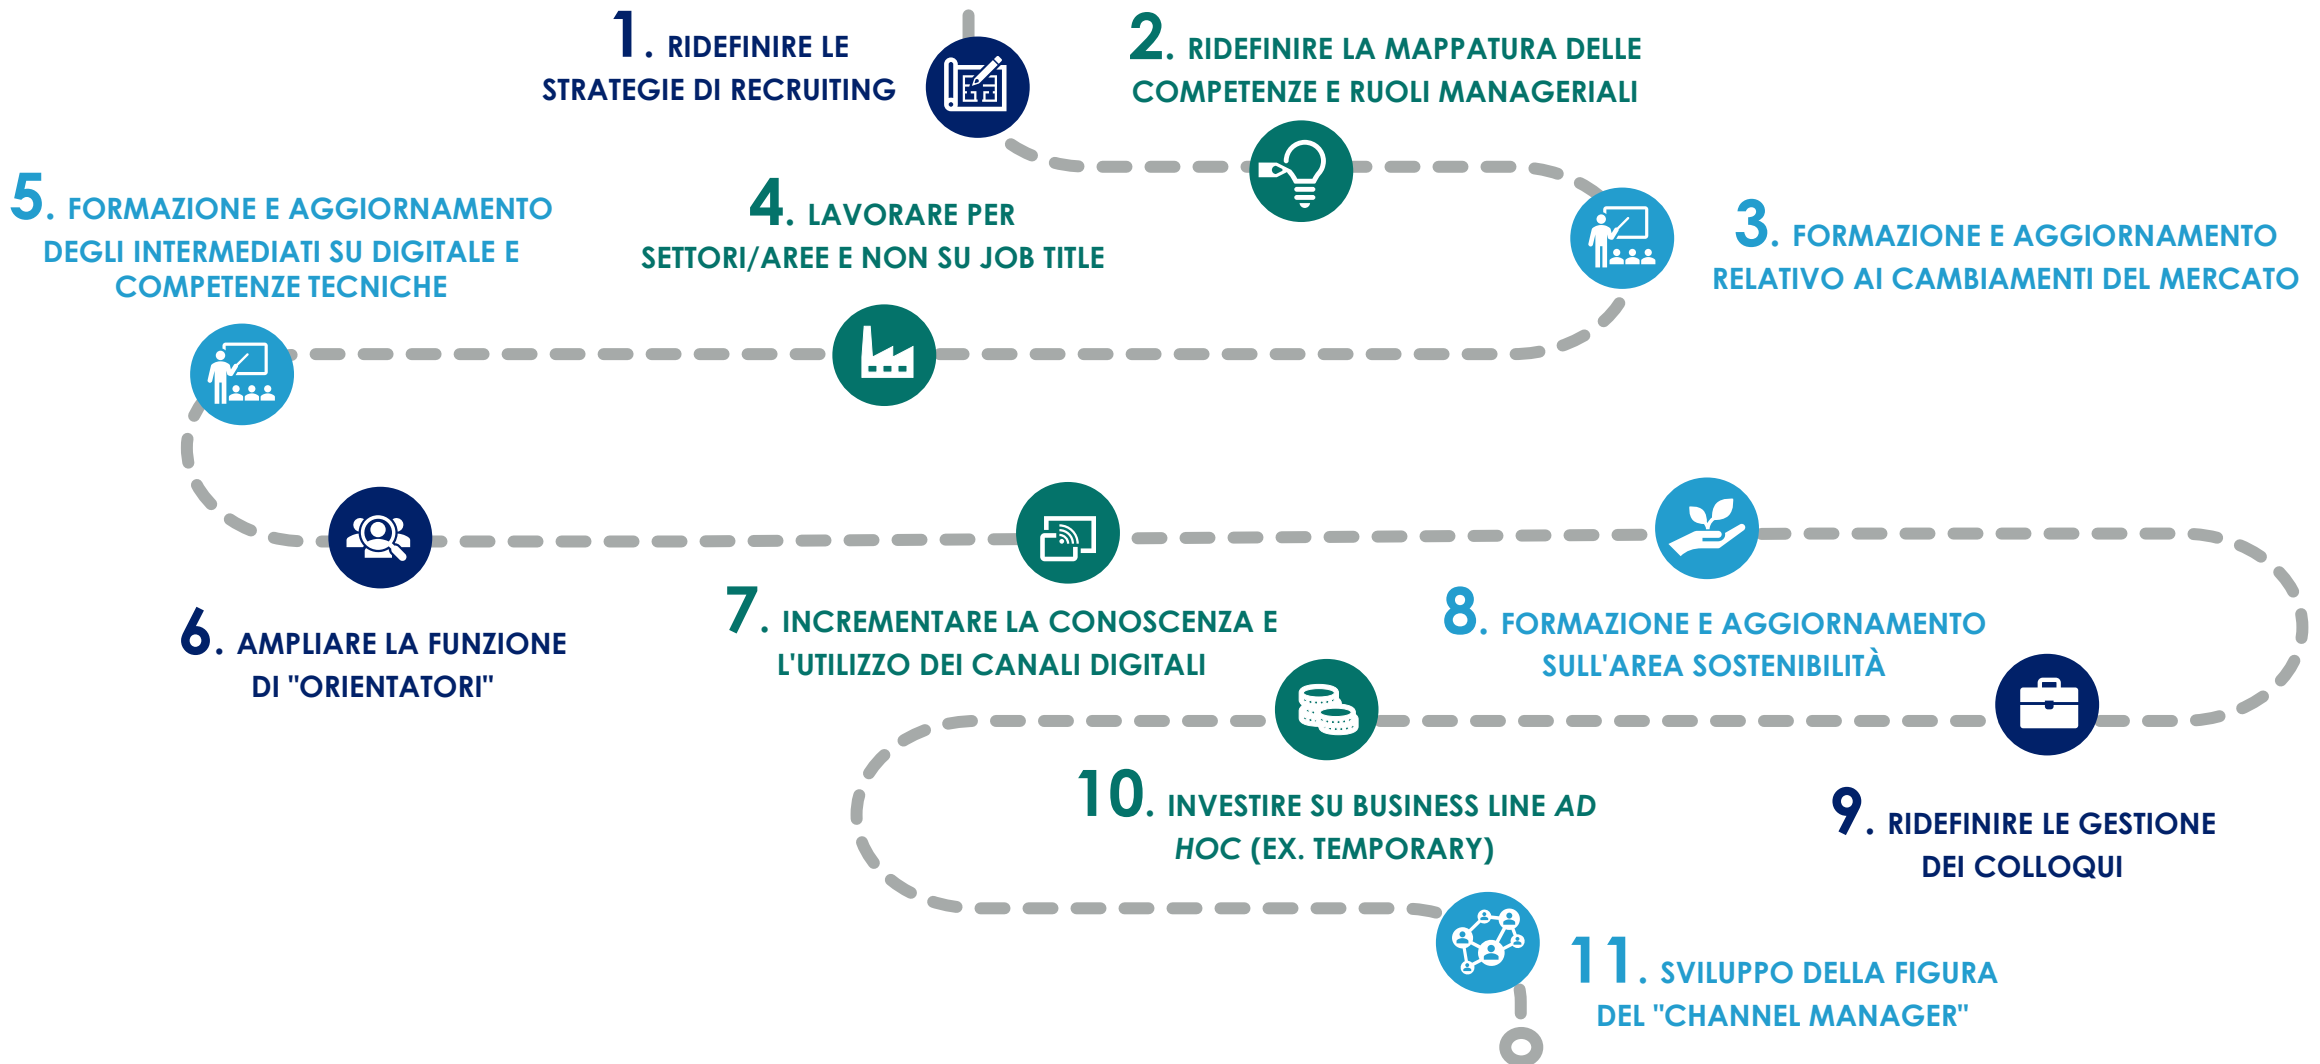 1. RIDEFINIRE LE
STRATEGIE DI RECRUITING
2. RIDEFINIRE LA MAPPATURA DELLE
COMPETENZE E RUOLI MANAGERIALI
3. FORMAZIONE E AGGIORNAMENTO
RELATIVO AI CAMBIAMENTI DEL MERCATO
4. LAVORARE PER
SETTORI/AREE E NON SU JOB TITLE
5. FORMAZIONE E AGGIORNAMENTO
DEGLI INTERMEDIATI SU DIGITALE E
COMPETENZE TECNICHE
6. AMPLIARE LA FUNZIONE
DI "ORIENTATORI"
7. INCREMENTARE LA CONOSCENZA E
L'UTILIZZO DEI CANALI DIGITALI
8. FORMAZIONE E AGGIORNAMENTO
SULL'AREA SOSTENIBILITÀ
9. RIDEFINIRE LE GESTIONE
DEI COLLOQUI
10. INVESTIRE SU BUSINESS LINE AD
HOC (EX. TEMPORARY)
11. SVILUPPO DELLA FIGURA
DEL "CHANNEL MANAGER"